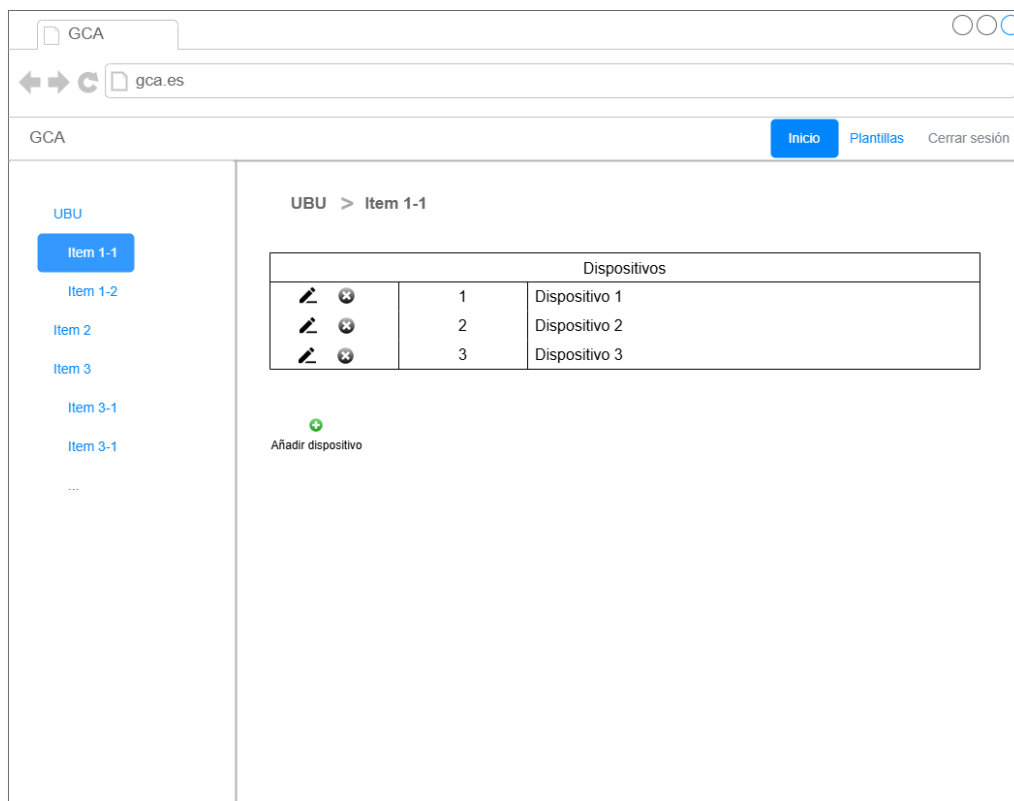 GCA
gca.es
GCA Inicio Plantillas Cerrar sesión
UBU
Item 1-1
Item 1-2
Item 2
Item 3
Item 3-1
Item 3-1
...
UBU > Item 1-1
Dispositivos
1 Dispositivo 1
2 Dispositivo 2
3 Dispositivo 3
Añadir dispositivo